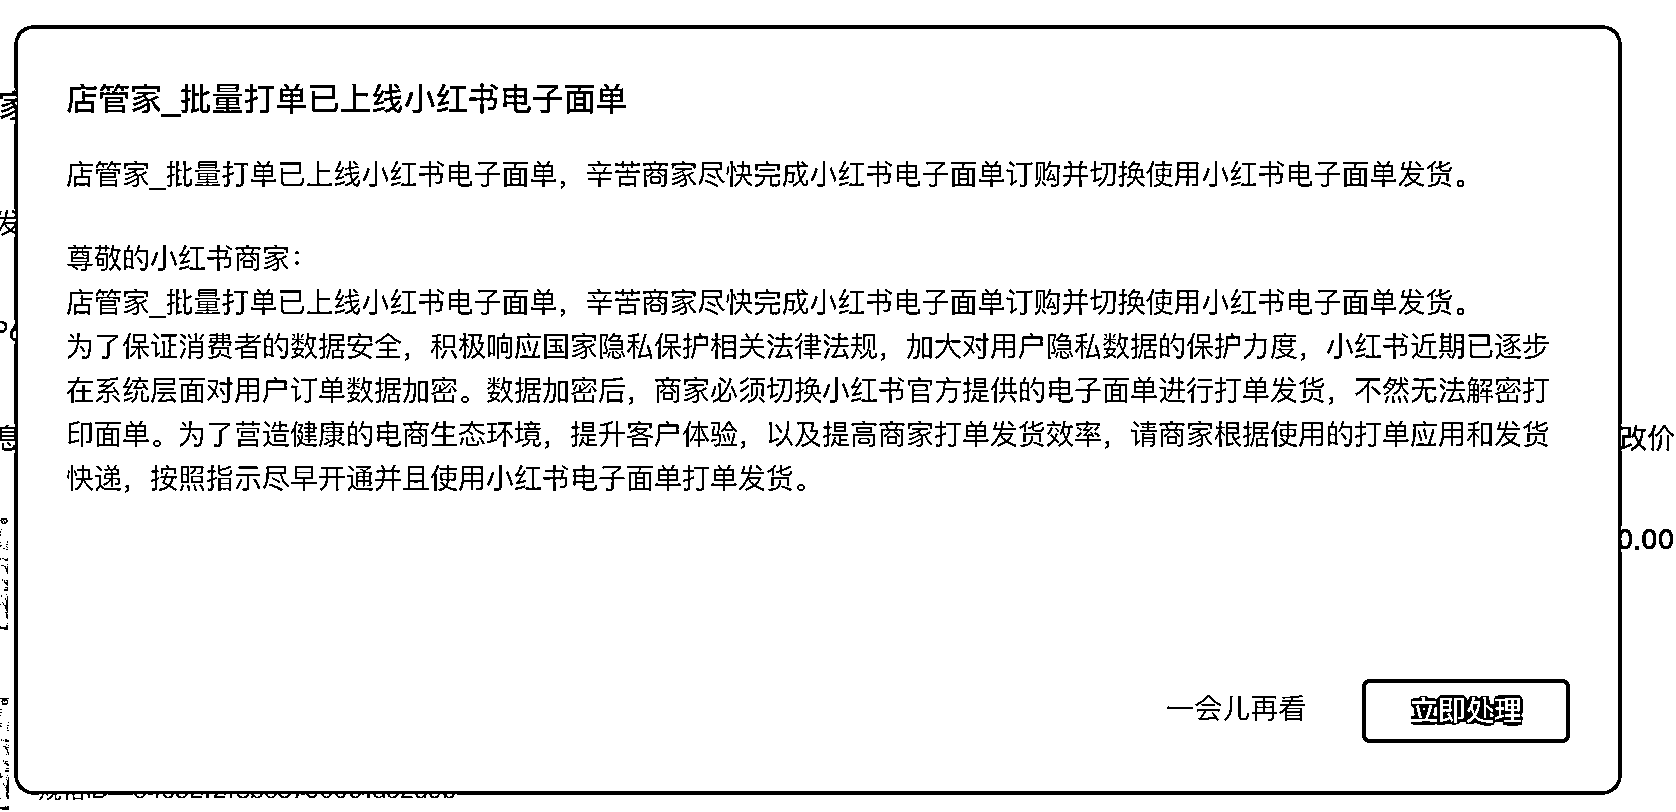 店管家_批量打单已上线小红书电子面单
店管家_批量打单已上线小红书电子面单，辛苦商家尽快完成小红书电子面单订购并切换使用小红书电子面单发货。
尊敬的小红书商家：
店管家_批量打单已上线小红书电子面单，辛苦商家尽快完成小红书电子面单订购并切换使用小红书电子面单发货。
为了保证消费者的数据安全，积极响应国家隐私保护相关法律法规，加大对用户隐私数据的保护力度，小红书近期已逐步
在系统层面对用户订单数据加密。数据加密后，商家必须切换小红书官方提供的电子面单进行打单发货，不然无法解密打
印面单。为了营造健康的电商生态环境，提升客户体验，以及提高商家打单发货效率，请商家根据使用的打单应用和发货
快递，按照指示尽早开通并且使用小红书电子面单打单发货。
改价
0.00
一会儿再看
立即处理